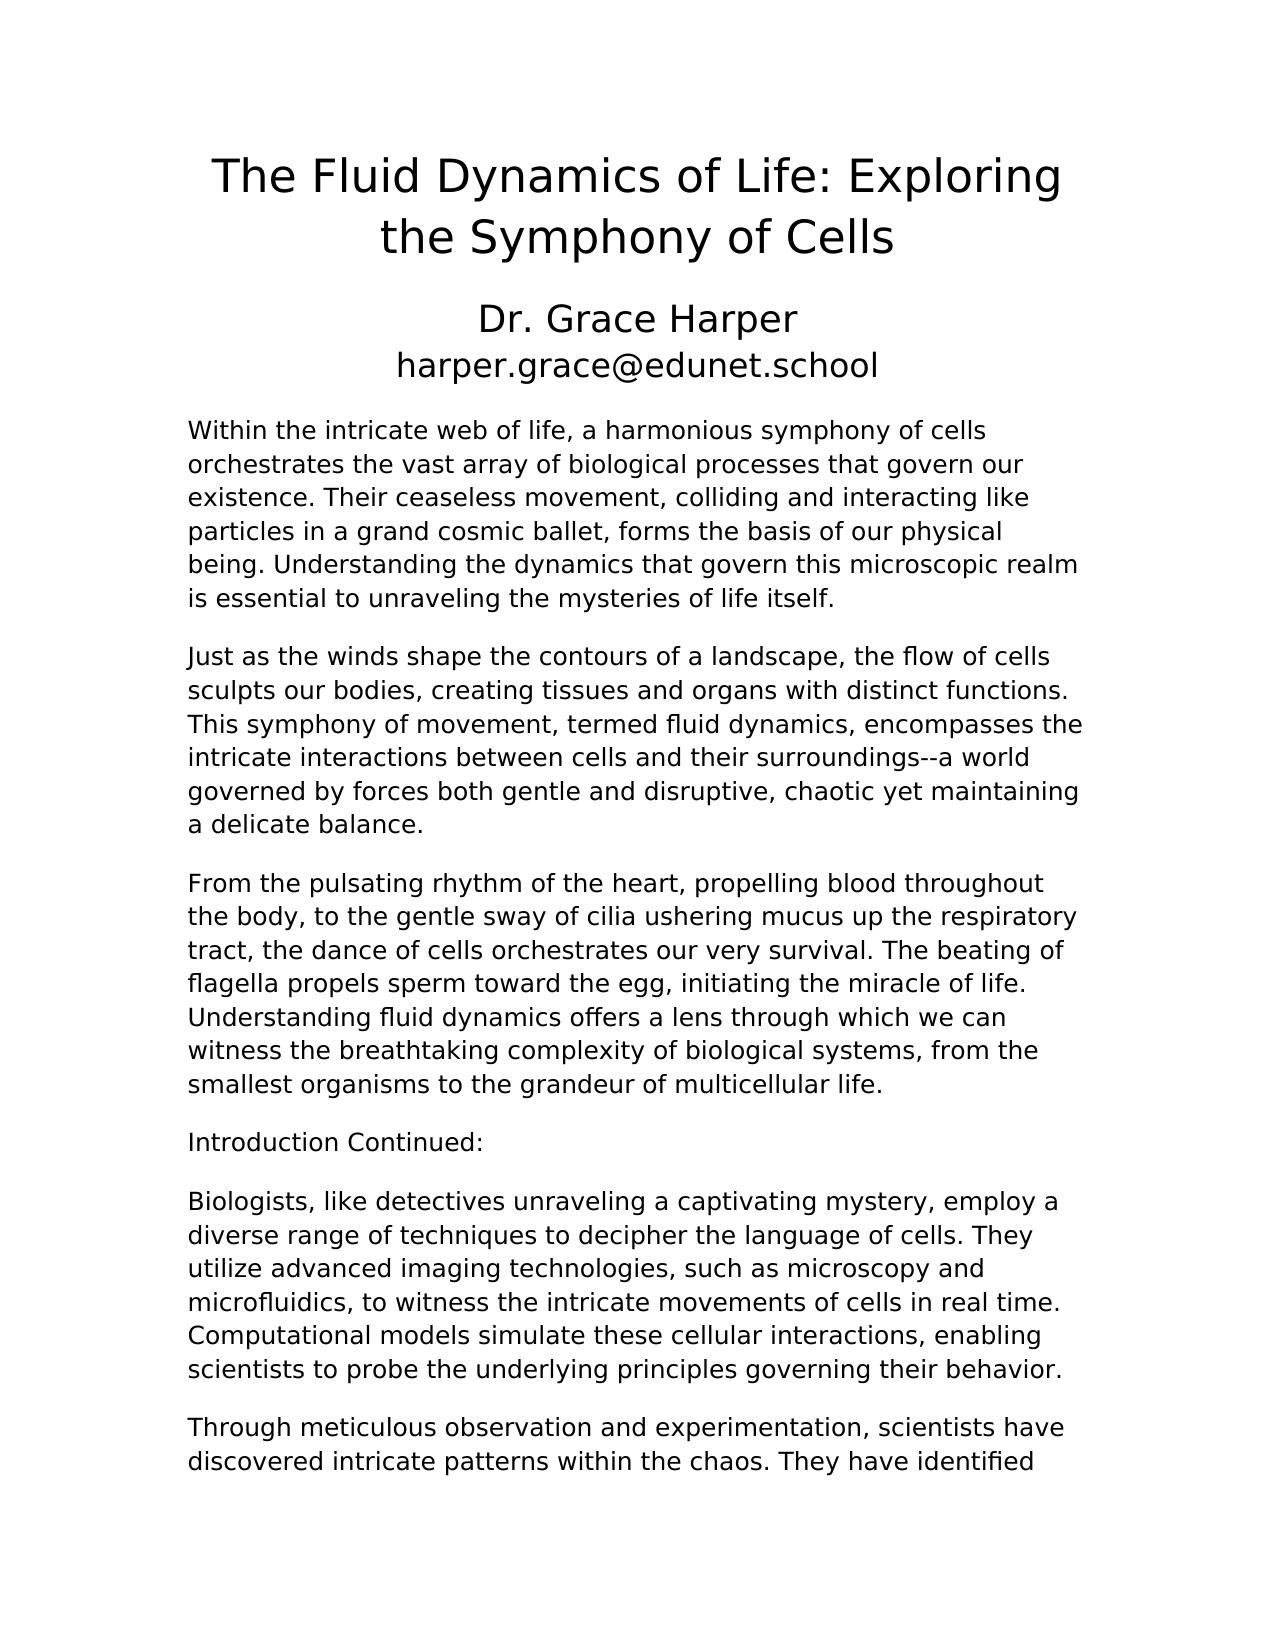 The Fluid Dynamics of Life: Exploring
the Symphony of Cells
Dr. Grace Harper
harper.grace@edunet.school
Within the intricate web of life, a harmonious symphony of cells
orchestrates the vast array of biological processes that govern our
existence. Their ceaseless movement, colliding and interacting like
particles in a grand cosmic ballet, forms the basis of our physical
being. Understanding the dynamics that govern this microscopic realm
is essential to unraveling the mysteries of life itself.
Just as the winds shape the contours of a landscape, the flow of cells
sculpts our bodies, creating tissues and organs with distinct functions.
This symphony of movement, termed fluid dynamics, encompasses the
intricate interactions between cells and their surroundings--a world
governed by forces both gentle and disruptive, chaotic yet maintaining
a delicate balance.
From the pulsating rhythm of the heart, propelling blood throughout
the body, to the gentle sway of cilia ushering mucus up the respiratory
tract, the dance of cells orchestrates our very survival. The beating of
flagella propels sperm toward the egg, initiating the miracle of life.
Understanding fluid dynamics offers a lens through which we can
witness the breathtaking complexity of biological systems, from the
smallest organisms to the grandeur of multicellular life.
Introduction Continued:
Biologists, like detectives unraveling a captivating mystery, employ a
diverse range of techniques to decipher the language of cells. They
utilize advanced imaging technologies, such as microscopy and
microfluidics, to witness the intricate movements of cells in real time.
Computational models simulate these cellular interactions, enabling
scientists to probe the underlying principles governing their behavior.
Through meticulous observation and experimentation, scientists have
discovered intricate patterns within the chaos. They have identified